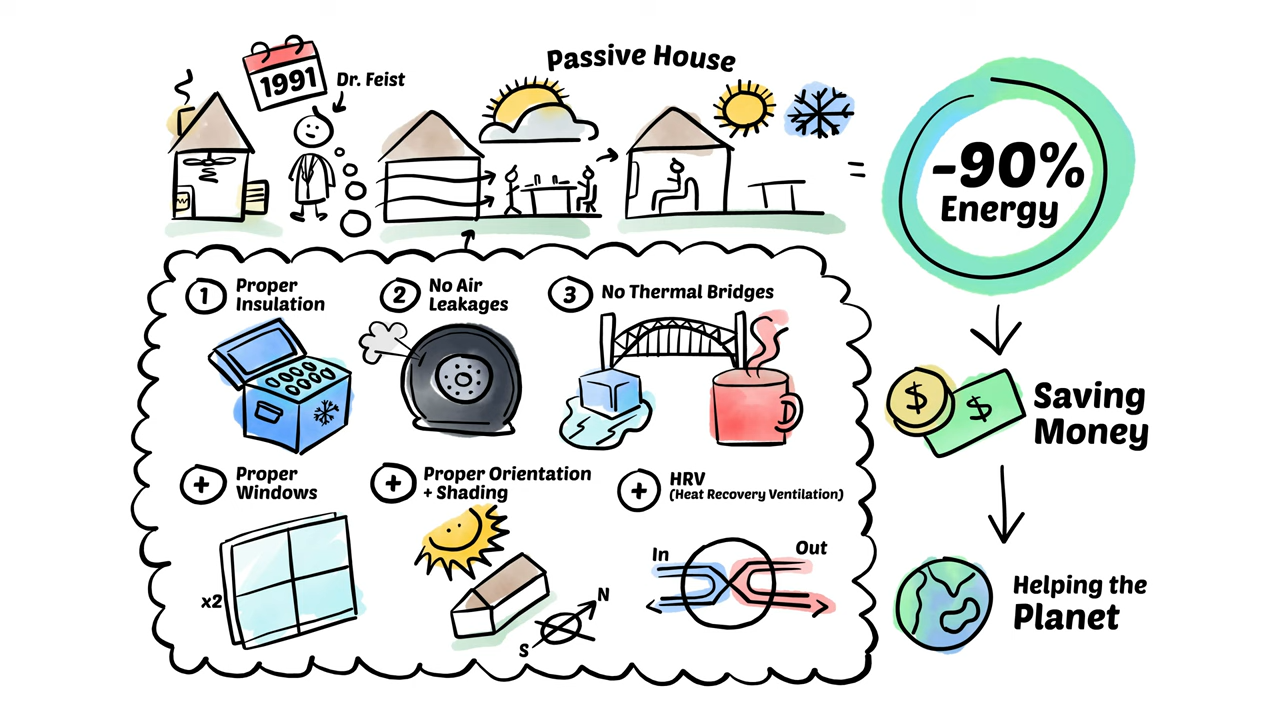 Passive House
1991
Dr. Feist
=
-90%
Energy
1
Proper
Insulation
2
No Air
Leakages
3
No Thermal Bridges
+
Proper
Windows
x2
+
Proper Orientation
+ Shading
N
S
+
HRV
(Heat Recovery Ventilation)
In
Out
$
$
Saving
Money
Helping the
Planet